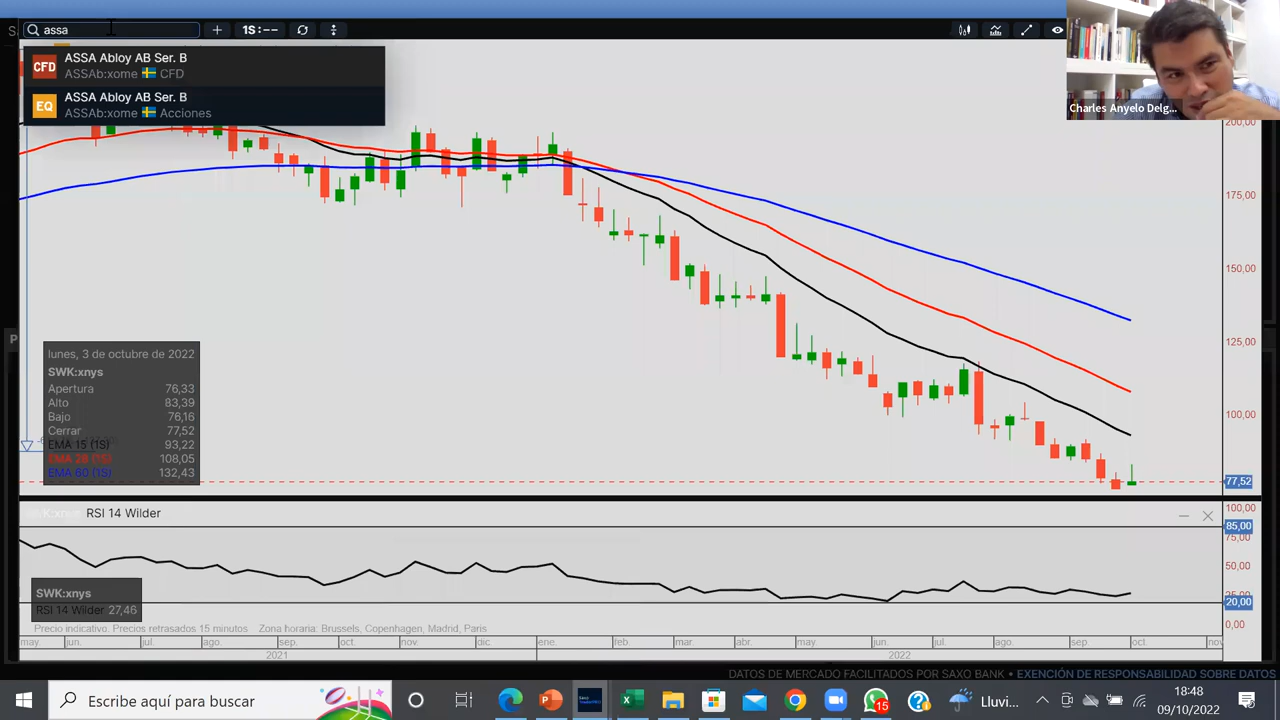 assa
1S:--
ASSA Abloy AB Ser. B
CFD
ASSAb:xome CFD
ASSA Abloy AB Ser. B
EQ
ASSAb:xome Acciones
Charles Anyelo Delg...
200,00
175,00
150,00
125,00
100,00
77,52
lunes, 3 de octubre de 2022
SWK:xnys
Apertura 76,33
Alto 83,39
Bajo 76,16
Cerrar 77,52
EMA 15 (1S) 93,22
EMA 26 (1S) 108,05
EMA 60 (1S) 132,43
RSI 14 Wilder
100,00
85,00
75,00
50,00
25,00
20,00
0,00
SWK:xnys
RSI 14 Wilder 27,46
Precio indicativo. Precios retrasados 15 minutos Zona horaria: Brussels, Copenhagen, Madrid, Paris
may. jun. jul. ago. sep. oct. nov. dic. ene. feb. mar. abr. may. jun. jul. ago. sep. oct. nov
2021 2022
DATOS DE MERCADO FACILITADOS POR SAXO BANK • EXENCIÓN DE RESPONSABILIDAD SOBRE DATOS
Escribe aquí para buscar
15
Lluvi...
18:48
09/10/2022